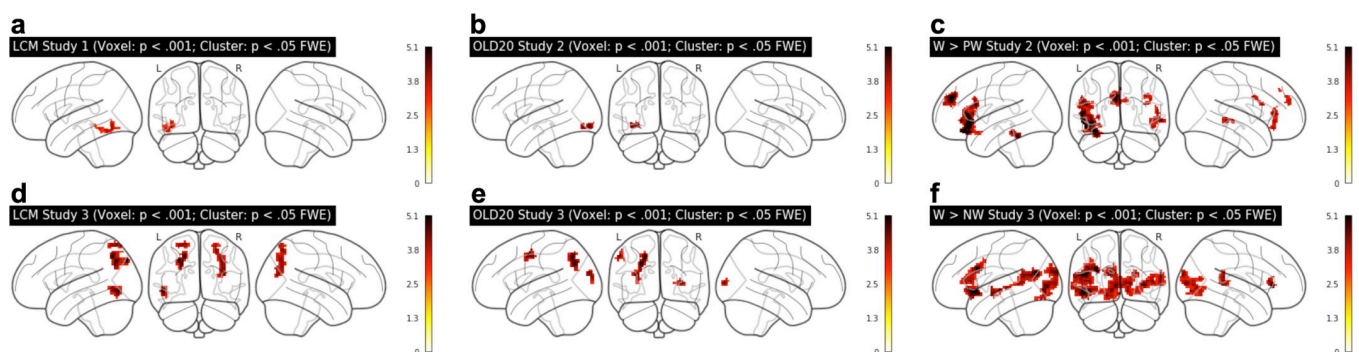 a
LCM Study 1 (Voxel: p < .001; Cluster: p < .05 FWE)
L R
5.1
3.8
2.5
1.3
0
b
OLD20 Study 2 (Voxel: p < .001; Cluster: p < .05 FWE)
L R
5.1
3.8
2.5
1.3
0
c
W > PW Study 2 (Voxel: p < .001; Cluster: p < .05 FWE)
L R
5.1
3.8
2.5
1.3
0
d
LCM Study 3 (Voxel: p < .001; Cluster: p < .05 FWE)
L R
5.1
3.8
2.5
1.3
0
e
OLD20 Study 3 (Voxel: p < .001; Cluster: p < .05 FWE)
L R
5.1
3.8
2.5
1.3
0
f
W > NW Study 3 (Voxel: p < .001; Cluster: p < .05 FWE)
L R
5.1
3.8
2.5
1.3
0